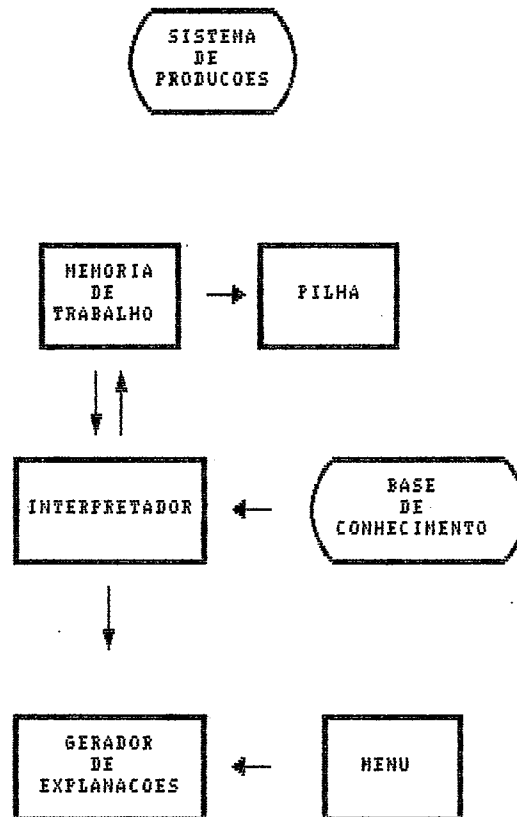 SISTEMA
DE
PRODUCOES
MEMORIA
DE
TRABALHO
PILHA
INTERPRETADOR
BASE
DE
CONHECIMENTO
GERADOR
DE
EXPLANACOES
MENU